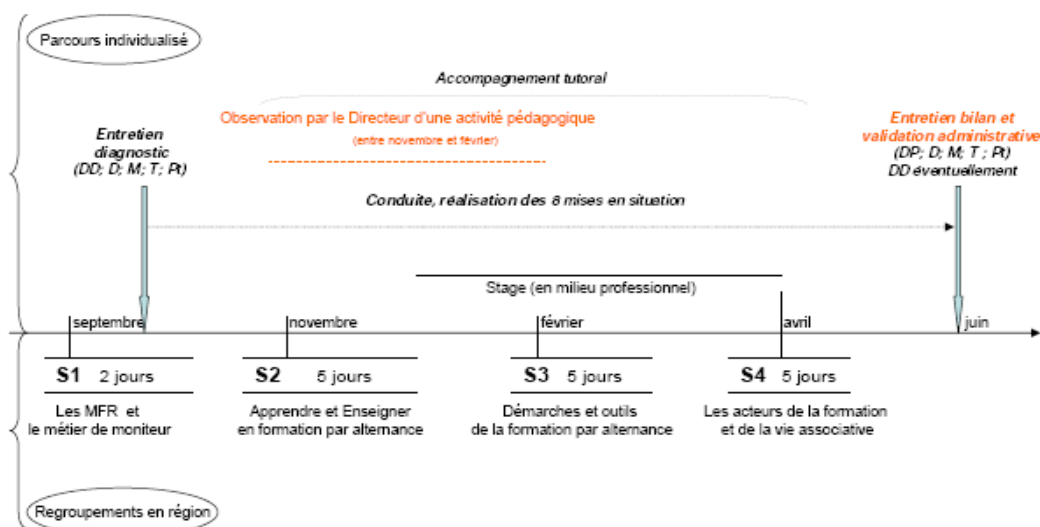 Parcours individualisé
Accompagnement tutoral
Observation par le Directeur d'une activité pédagogique
(entre novembre et février)
Entretien
diagnostic
(DD; D; M; T; Pt)
Entretien bilan et
validation administrative
(DP; D; M; T ; Pt)
DD éventuellement
Conduite, réalisation des 8 mises en situation
Stage (en milieu professionnel)
septembre
novembre
février
avril
juin
S1 2 jours
S2 5 jours
S3 5 jours
S4 5 jours
Les MFR et
le métier de moniteur
Apprendre et Enseigner
en formation par alternance
Démarches et outils
de la formation par alternance
Les acteurs de la formation
et de la vie associative
Regroupements en région